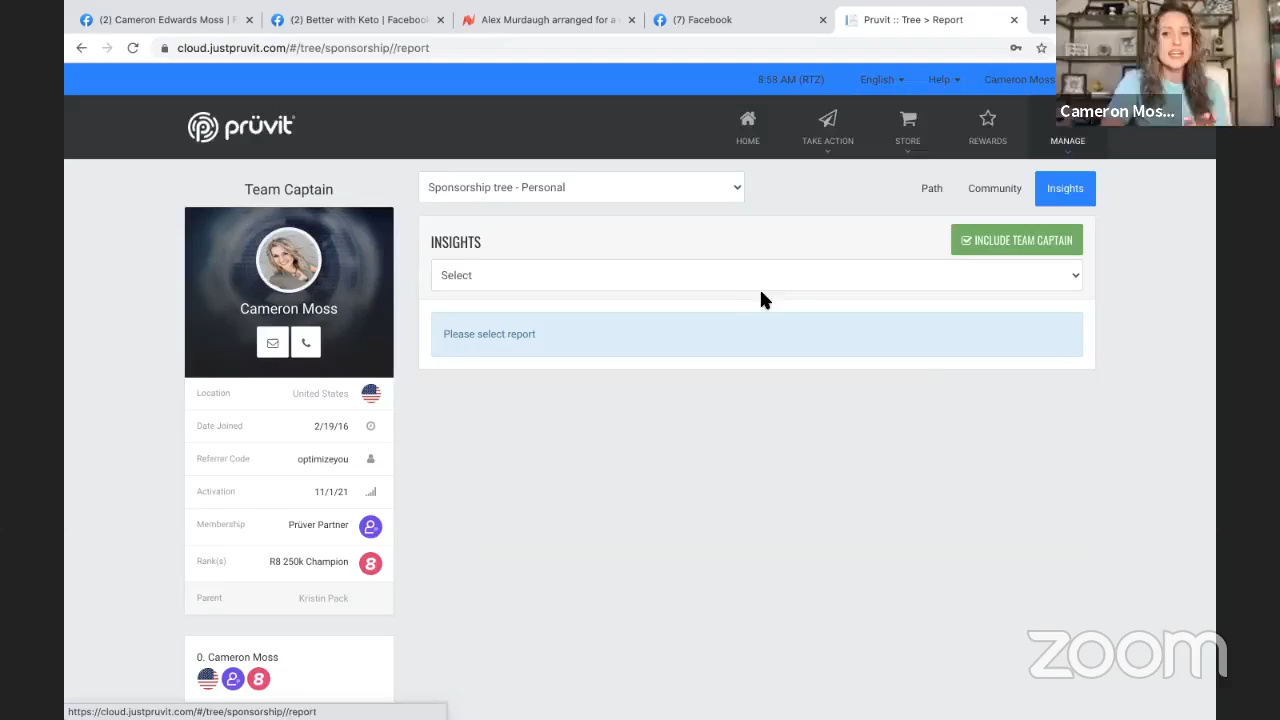 (2) Cameron Edwards Moss | F
(2) Better with Keto | Facebook
Alex Murdaugh arranged for a
(7) Facebook
Pruvit :: Tree > Report
cloud.justpruvit.com/#/tree/sponsorship//report
8:58 AM (RTZ)
English
Help
Cameron Moss
Cameron Mos...
prüvit
HOME
TAKE ACTION
STORE
REWARDS
MANAGE
Team Captain
Sponsorship tree - Personal
Path
Community
Insights
INSIGHTS
INCLUDE TEAM CAPTAIN
Select
Please select report
Cameron Moss
Location United States
Date Joined 2/19/16
Referrer Code optimizeyou
Activation 11/1/21
Membership Prüver Partner
Rank(s) R8 250k Champion 8
Parent Kristin Pack
0. Cameron Moss
8
zoom
https://cloud.justpruvit.com/#/tree/sponsorship//report